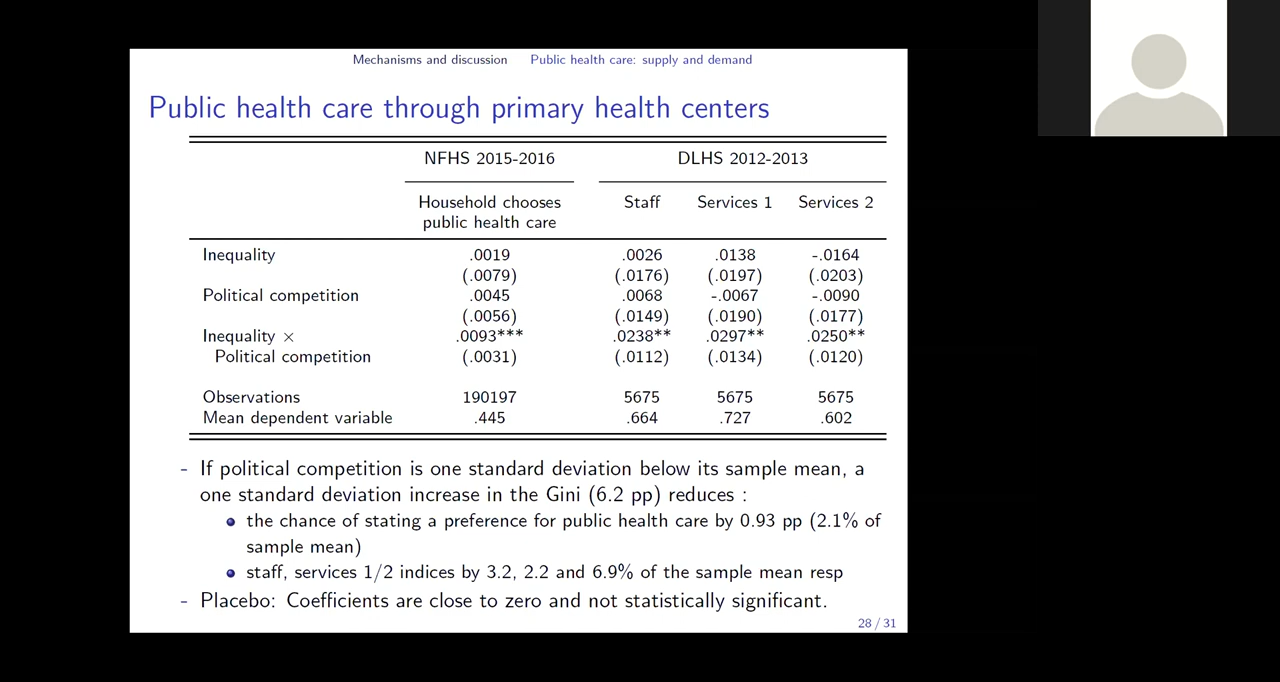 Mechanisms and discussion Public health care: supply and demand
Public health care through primary health centers
NFHS 2015-2016 DLHS 2012-2013
Household chooses Staff Services 1 Services 2
public health care
Inequality .0019 .0026 .0138 -.0164
(.0079) (.0176) (.0197) (.0203)
Political competition .0045 .0068 -.0067 -.0090
(.0056) (.0149) (.0190) (.0177)
Inequality × .0093*** .0238** .0297** .0250**
Political competition (.0031) (.0112) (.0134) (.0120)
Observations 190197 5675 5675 5675
Mean dependent variable .445 .664 .727 .602
- If political competition is one standard deviation below its sample mean, a
one standard deviation increase in the Gini (6.2 pp) reduces :
the chance of stating a preference for public health care by 0.93 pp (2.1% of
sample mean)
staff, services 1/2 indices by 3.2, 2.2 and 6.9% of the sample mean resp
- Placebo: Coefficients are close to zero and not statistically significant.
28 / 31